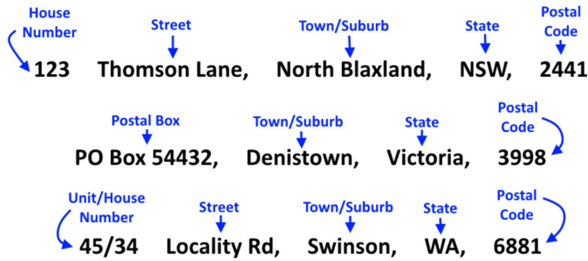 House Number
Street
Town/Suburb
State
Postal Code
123 Thomson Lane, North Blaxland, NSW, 2441
Postal Box
Town/Suburb
State
Postal Code
PO Box 54432, Denistown, Victoria, 3998
Unit/House Number
Street
Town/Suburb
State
Postal Code
45/34 Locality Rd, Swinson, WA, 6881